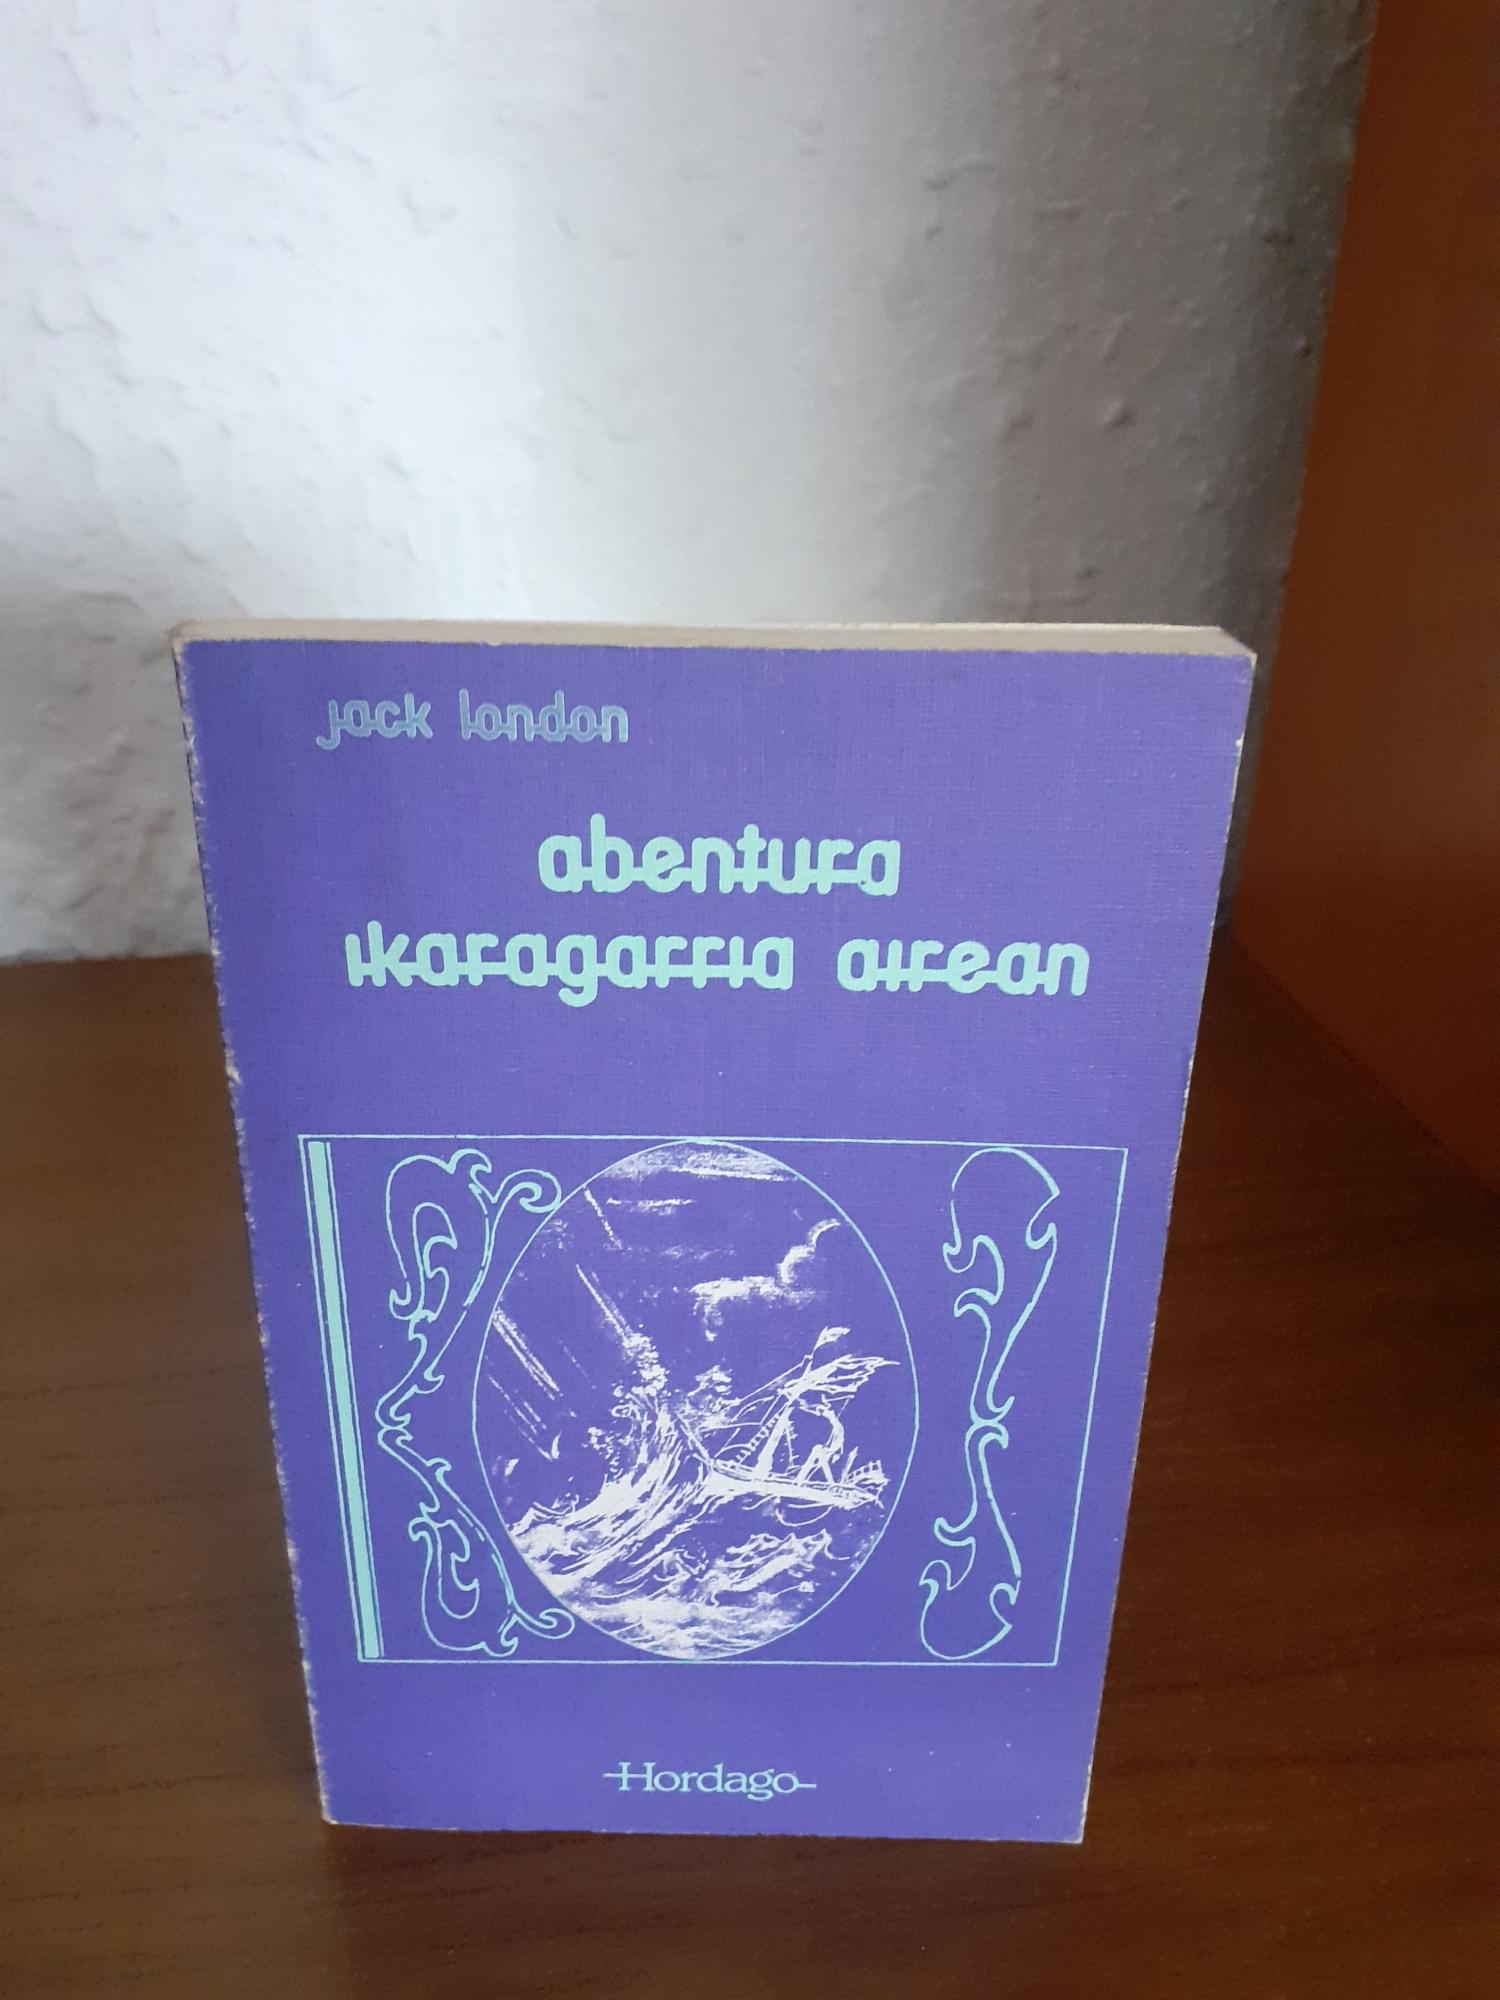 jack london
abentura
ikaragarria airean
Hordago